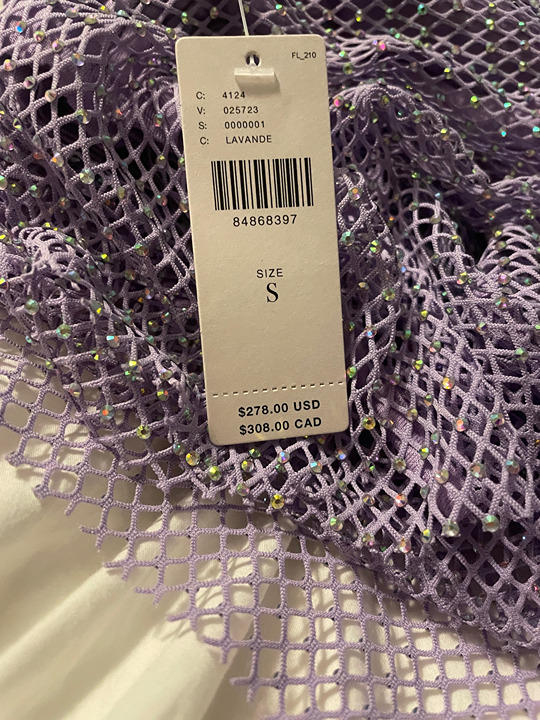 FL_210
C: 4124
V: 025723
S: 0000001
C: LAVANDE
84868397
SIZE
S
$278.00 USD
$308.00 CAD